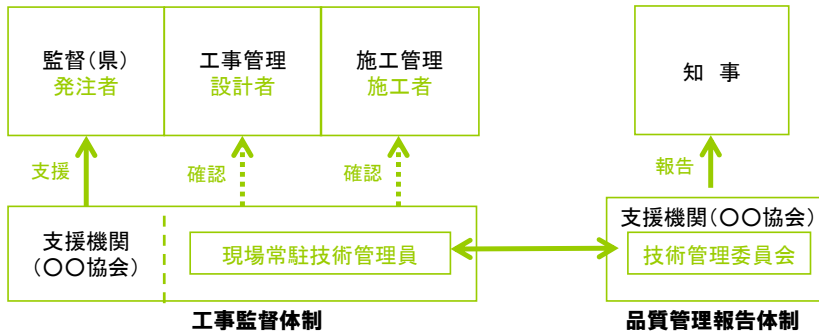 監督(県)
発注者
工事管理
設計者
施工管理
施工者
知 事
支援
確認
確認
報告
支援機関
(〇〇協会)
現場常駐技術管理員
支援機関(〇〇協会)
技術管理委員会
工事監督体制
品質管理報告体制